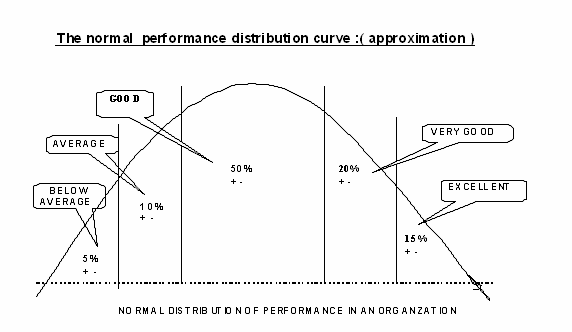 The normal performance distribution curve :( approximation )
GOOD
VERY GOOD
AVERAGE
50%
+ -
20%
+ -
EXCELLENT
BELOW
AVERAGE
10%
+ -
15%
+ -
5%
+ -
NORMAL DISTRIBUTION OF PERFORMANCE IN AN ORGANZATION